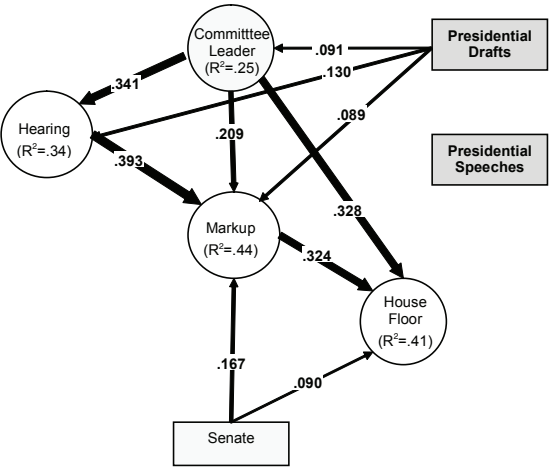 Committtee
Leader
(R²=.25)
Presidential
Drafts
.091
.130
.341
.089
Hearing
(R²=.34)
.209
.393
Presidential
Speeches
.328
Markup
(R²=.44)
.324
House
Floor
(R²=.41)
.167
.090
Senate